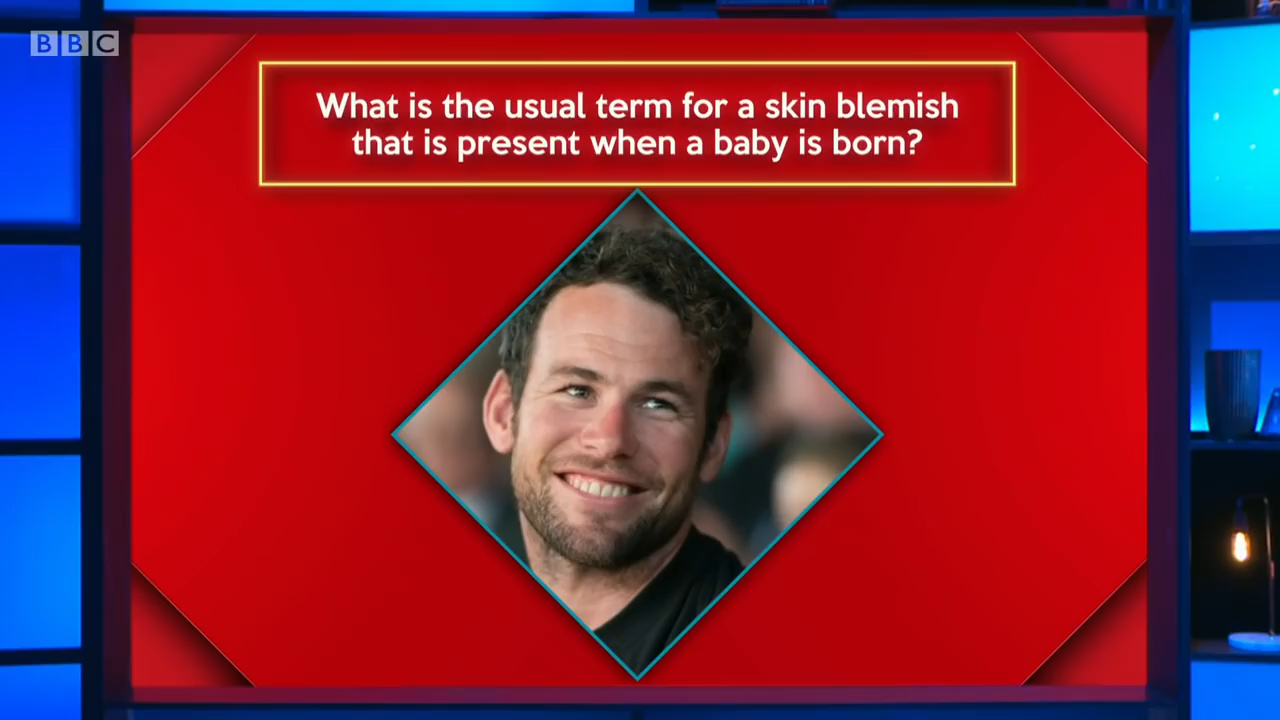 BBC
What is the usual term for a skin blemish
that is present when a baby is born?